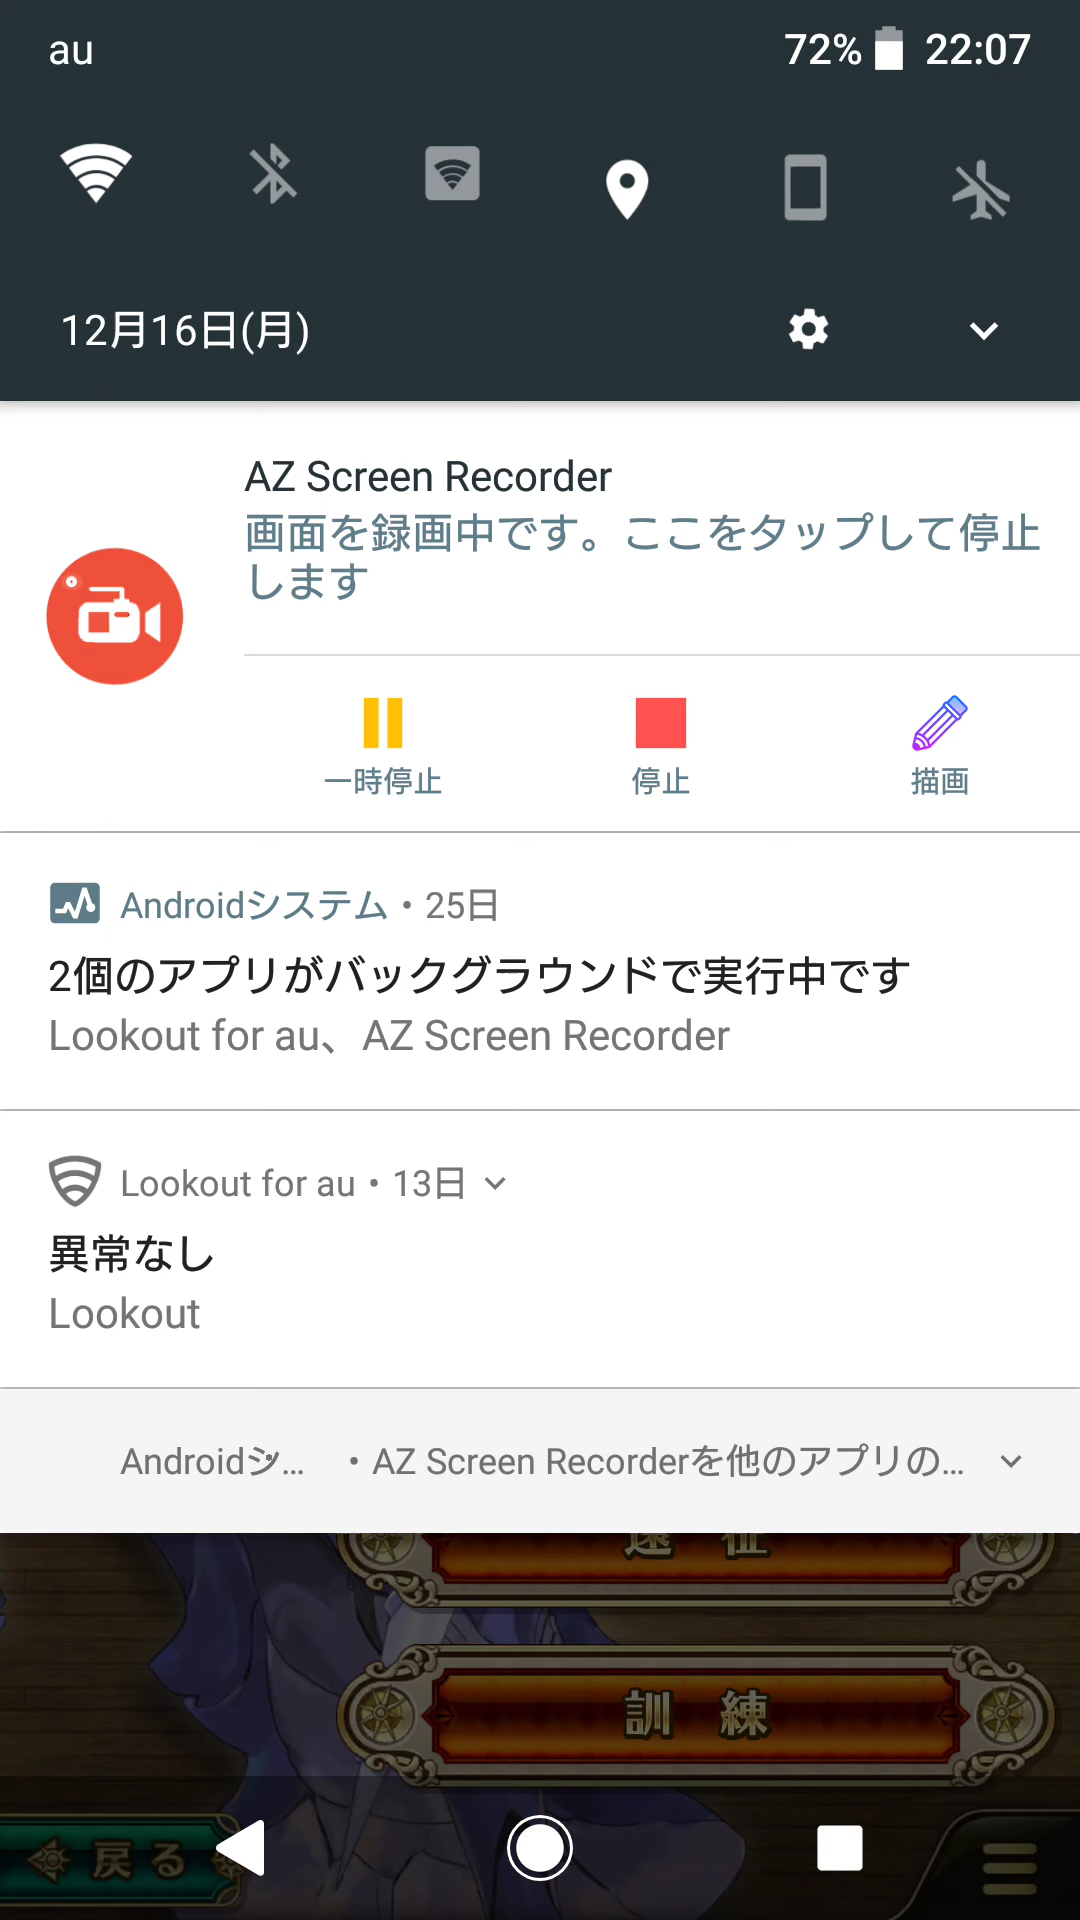 au 72% 22:07
12月16日(月)
AZ Screen Recorder
画面を録画中です。ここをタップして停止
します
一時停止 停止 描画
Androidシステム • 25日
2個のアプリがバックグラウンドで実行中です
Lookout for au、AZ Screen Recorder
Lookout for au • 13日
異常なし
Lookout
Androidシ... • AZ Screen Recorderを他のアプリの...
遠征
訓練
戻る